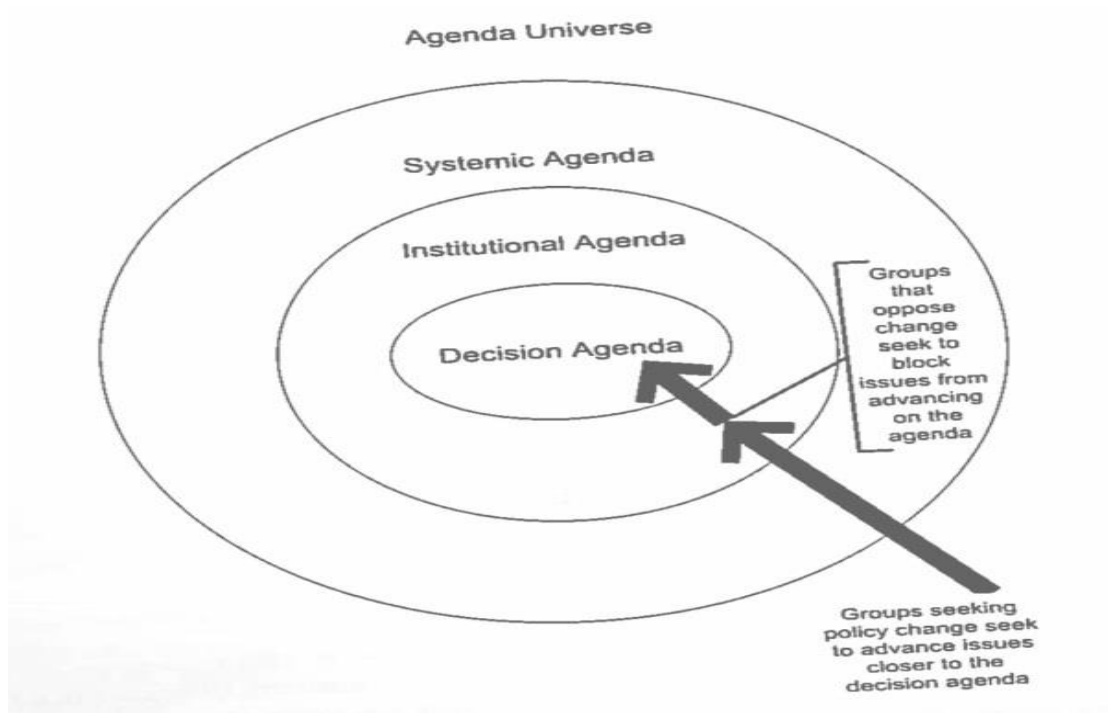 Agenda Universe
Systemic Agenda
Institutional Agenda
Decision Agenda
Groups
that
oppose
change
seek to
block
issues from
advancing
on the
agenda
Groups seeking
policy change seek
to advance issues
closer to the
decision agenda